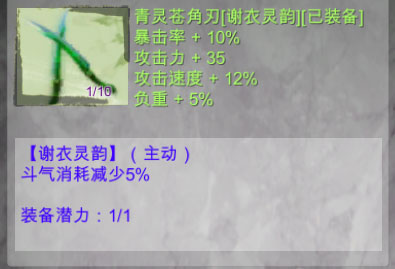 青灵苍角刃[谢衣灵韵][已装备]
暴击率 + 10%
攻击力 + 35
攻击速度 + 12%
负重 + 5%
1/10
【谢衣灵韵】（主动）
斗气消耗减少5%
装备潜力：1/1